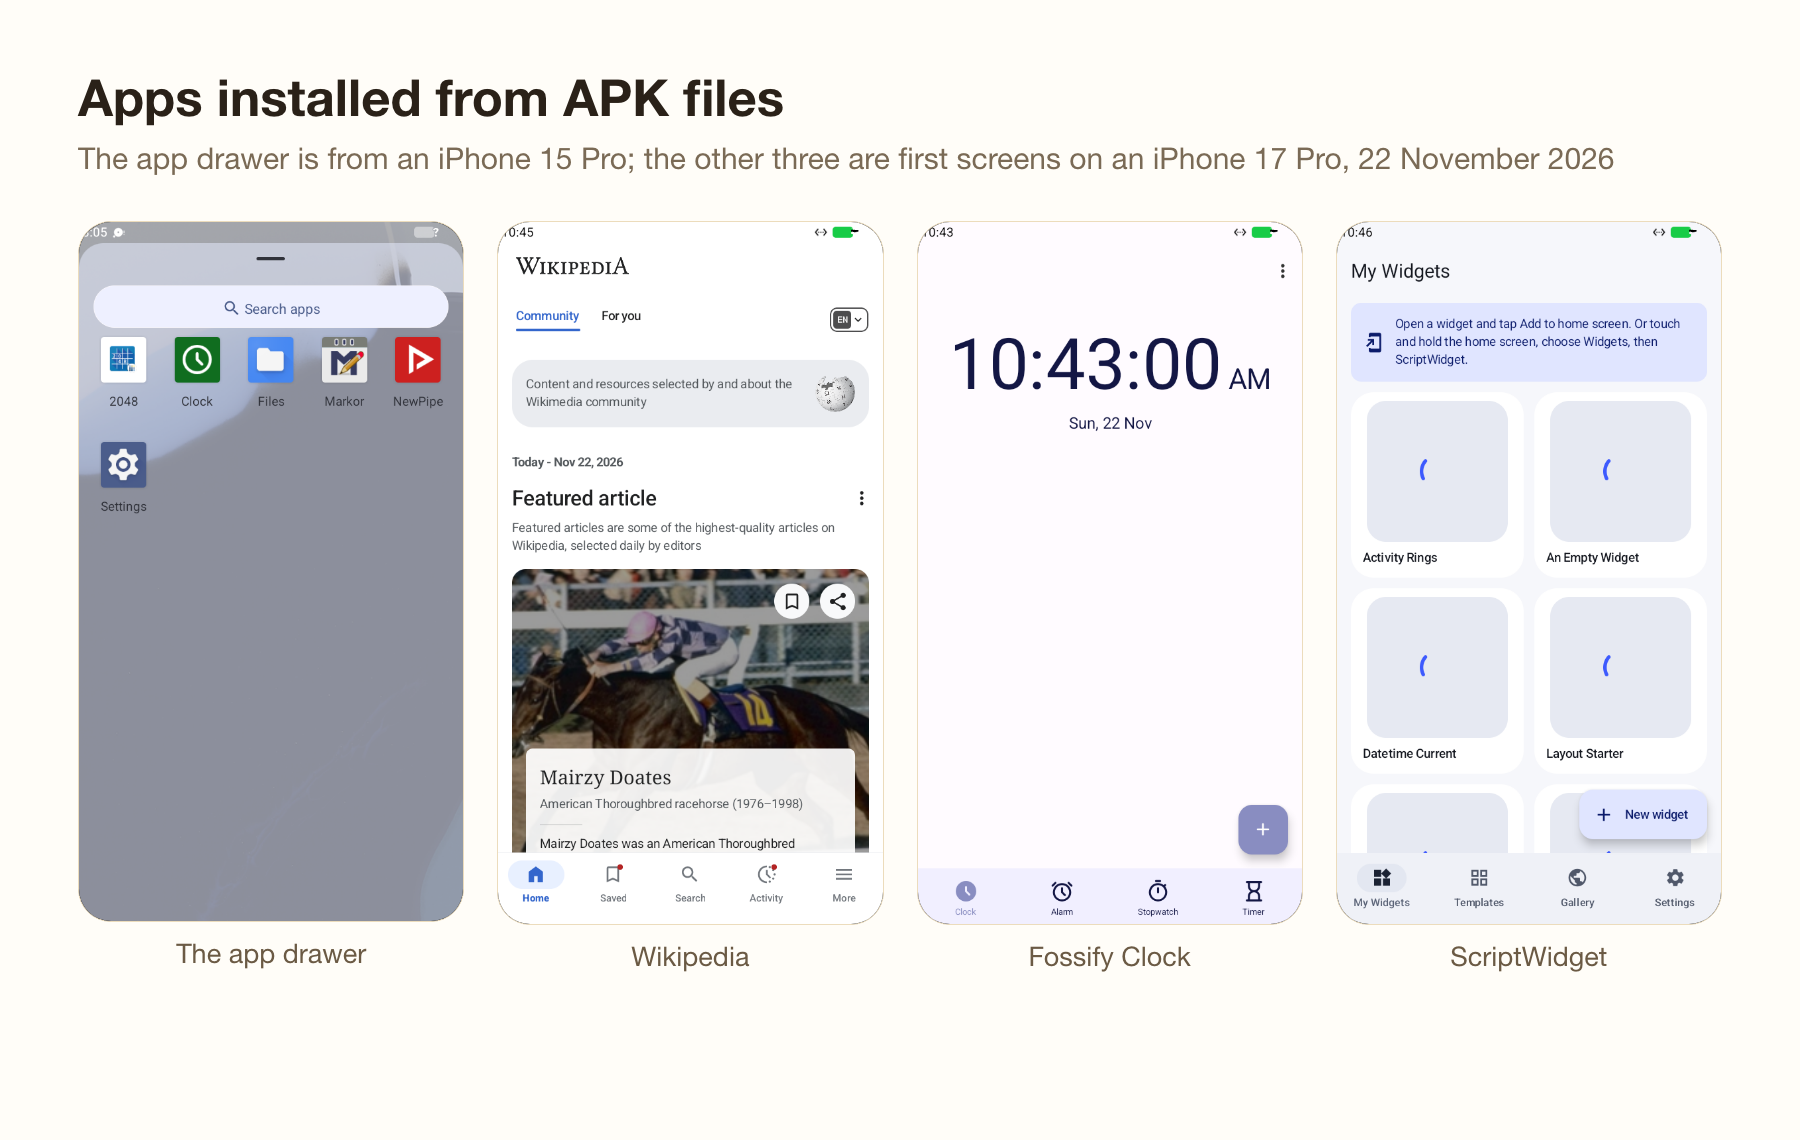 Apps installed from APK files
The app drawer is from an iPhone 15 Pro; the other three are first screens on an iPhone 17 Pro, 22 November 2026
:05
Search apps
2048
Clock
Files
Markor
NewPipe
Settings
The app drawer
10:45
WIKIPEDIA
Community
For you
EN
Content and resources selected by and about the
Wikimedia community
Today - Nov 22, 2026
Featured article
Featured articles are some of the highest-quality articles on
Wikipedia, selected daily by editors
14
Mairzy Doates
American Thoroughbred racehorse (1976–1998)
Mairzy Doates was an American Thoroughbred
Home
Saved
Search
Activity
More
Wikipedia
10:43
10:43:00 AM
Sun, 22 Nov
Clock
Alarm
Stopwatch
Timer
Fossify Clock
10:46
My Widgets
Open a widget and tap Add to home screen. Or touch
and hold the home screen, choose Widgets, then
ScriptWidget.
Activity Rings
An Empty Widget
Datetime Current
Layout Starter
New widget
My Widgets
Templates
Gallery
Settings
ScriptWidget